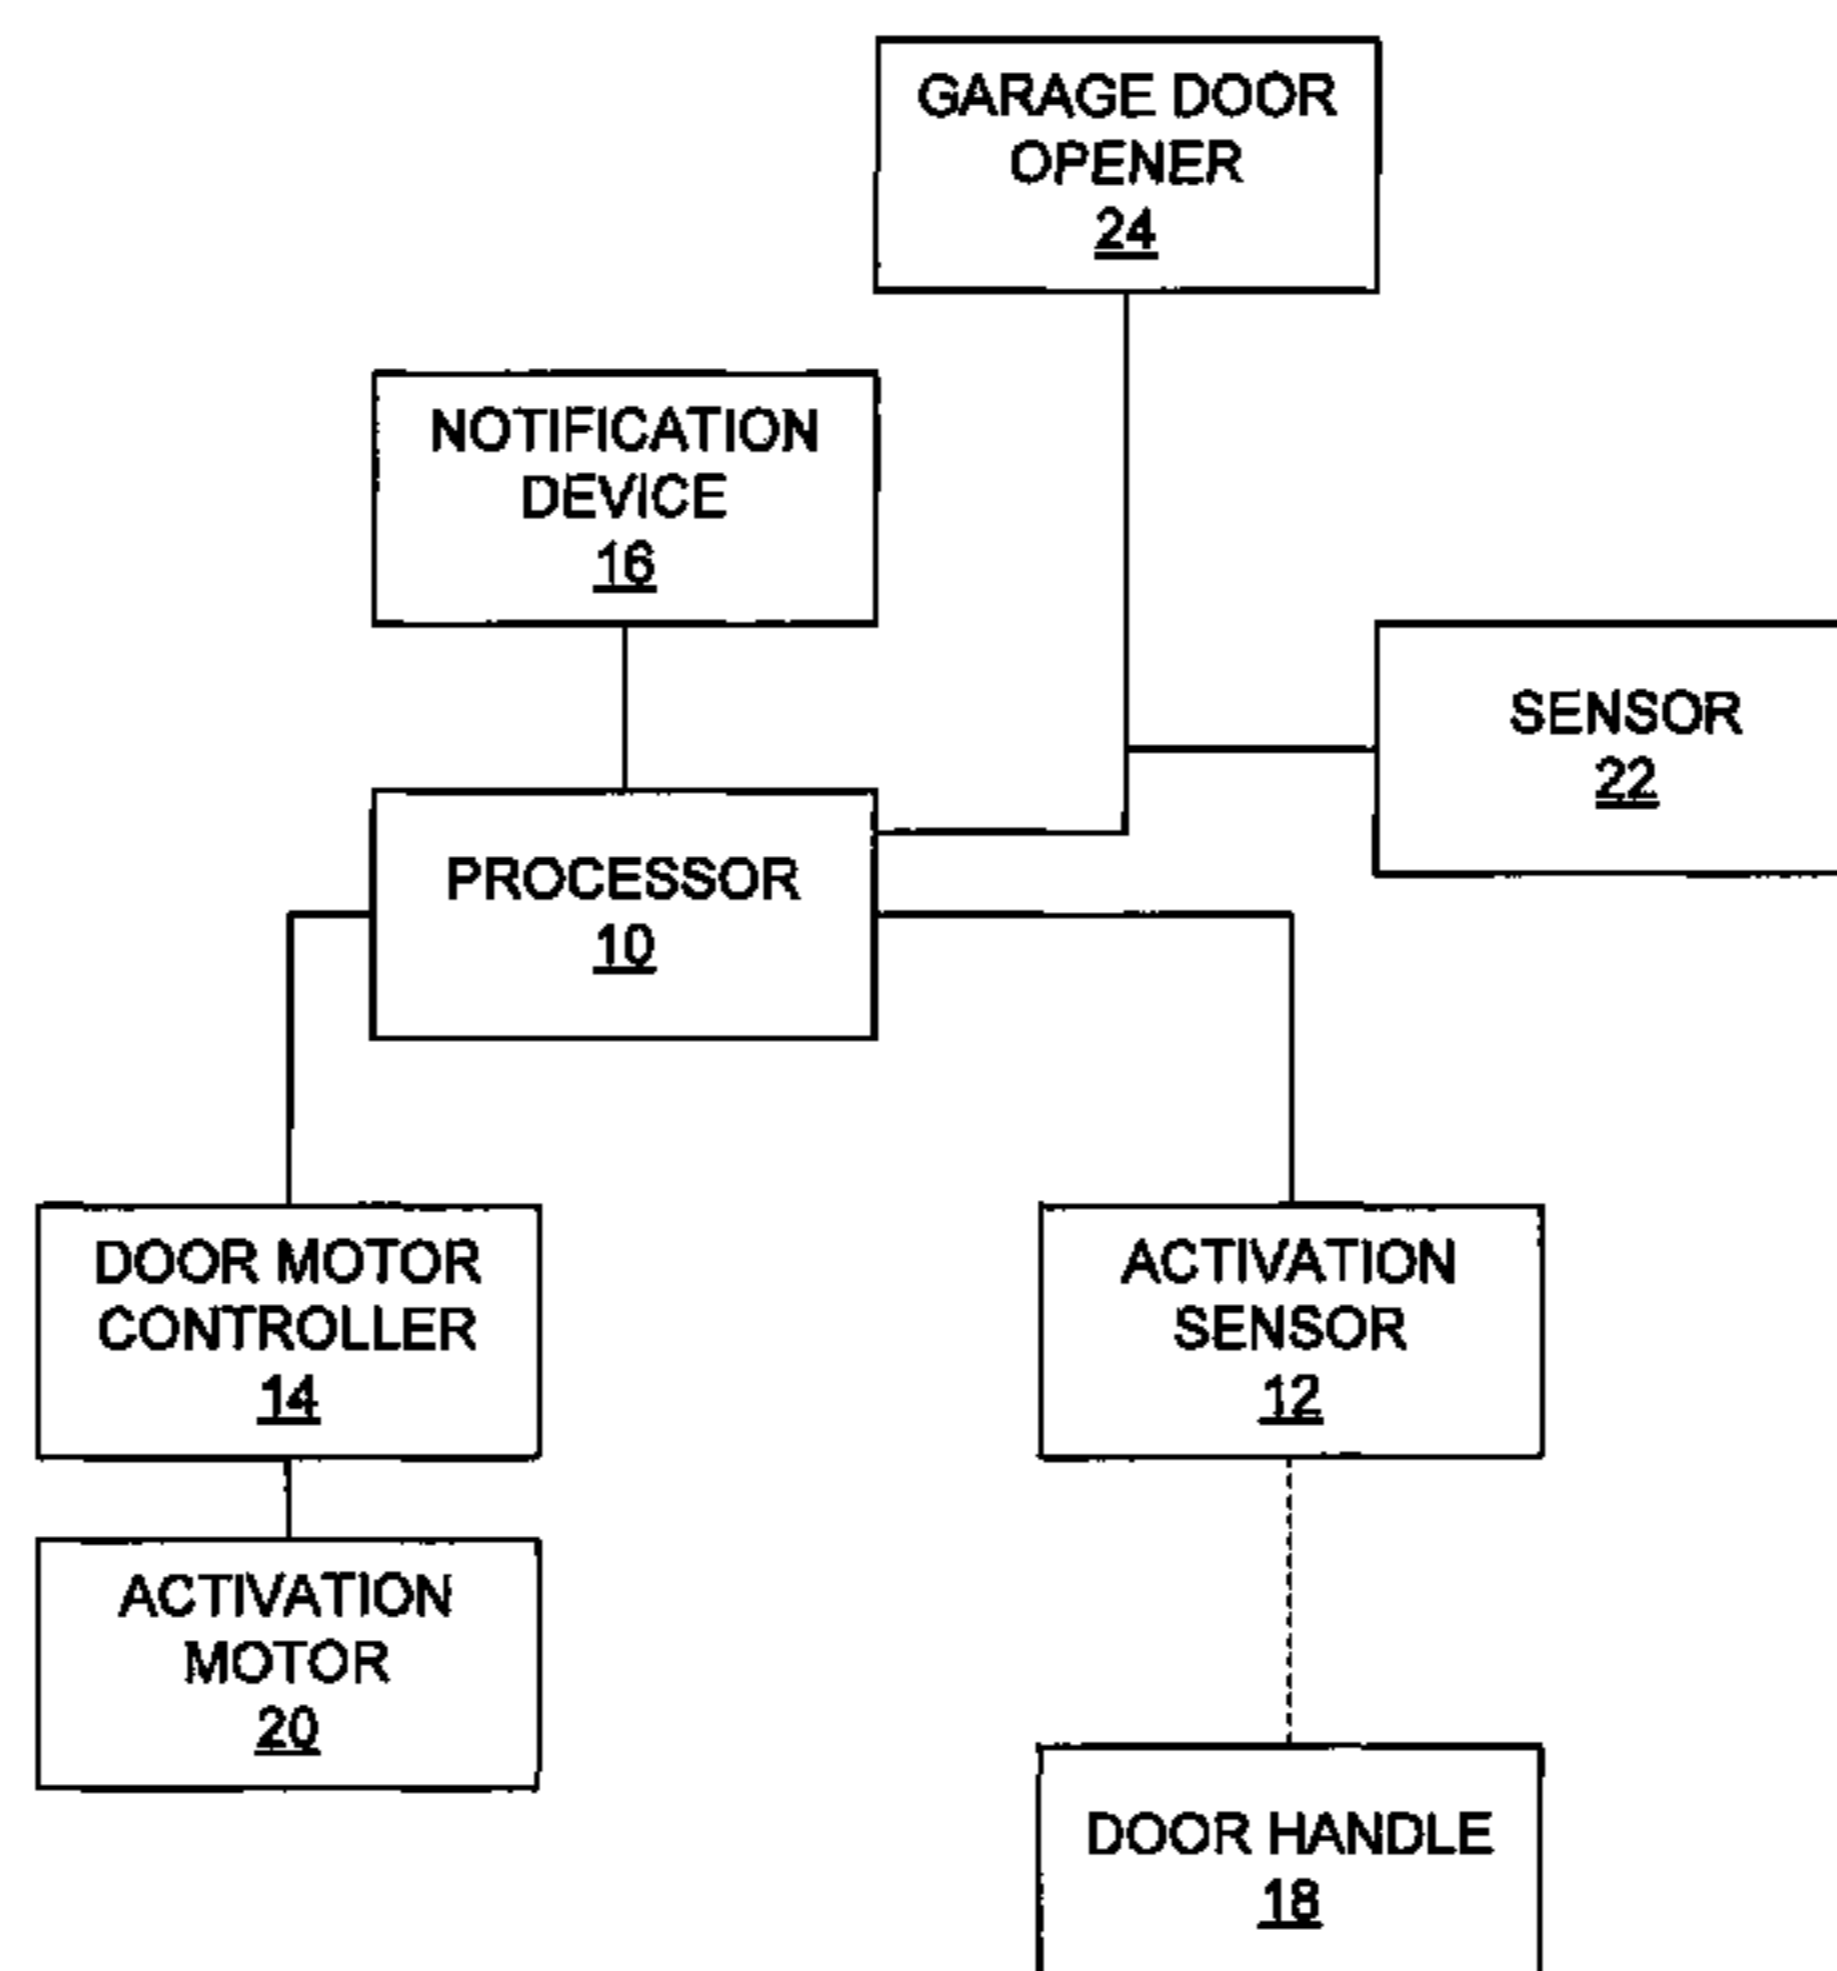 GARAGE DOOR
OPENER
24
NOTIFICATION
DEVICE
16
SENSOR
22
PROCESSOR
10
DOOR MOTOR
CONTROLLER
14
ACTIVATION
SENSOR
12
ACTIVATION
MOTOR
20
DOOR HANDLE
18